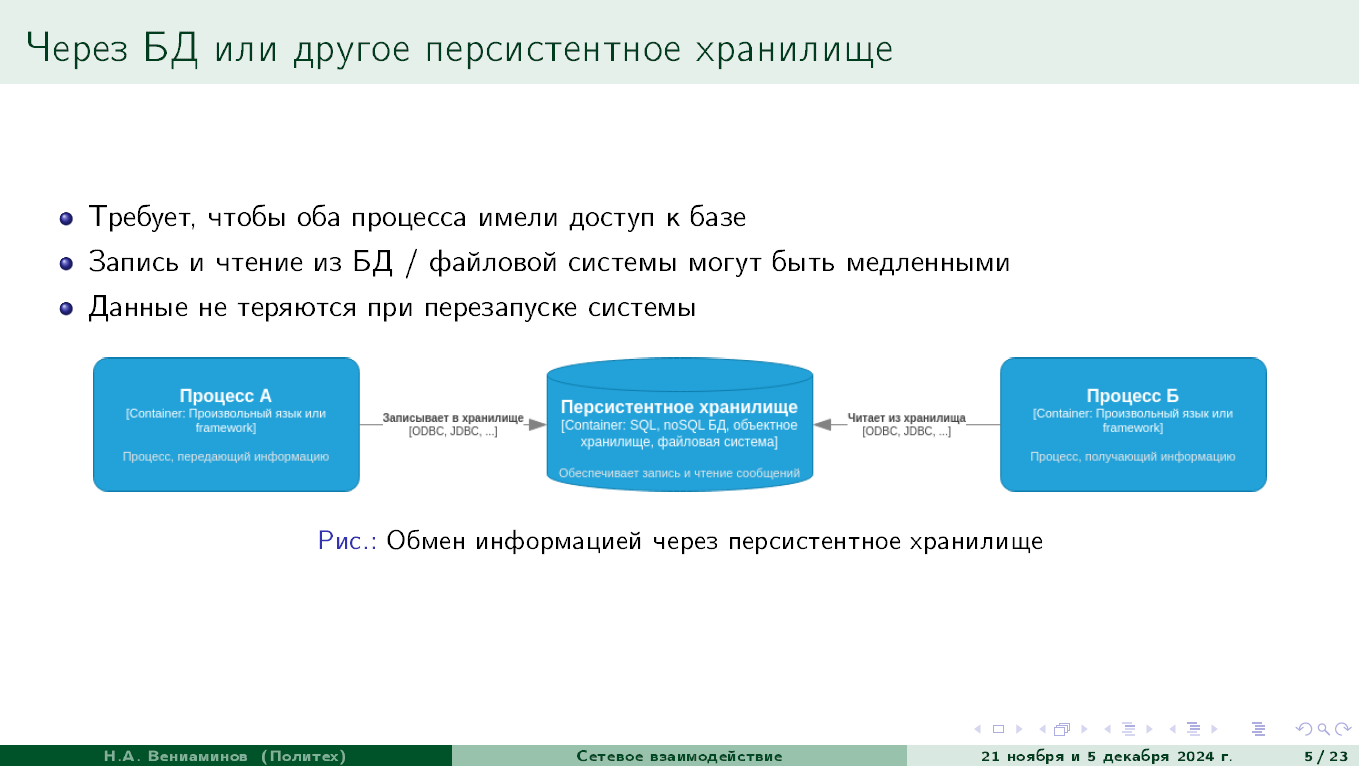 Через БД или другое персистентное хранилище
Требует, чтобы оба процесса имели доступ к базе
Запись и чтение из БД / файловой системы могут быть медленными
Данные не теряются при перезапуске системы
Процесс А
[Container: Произвольный язык или
framework]
Процесс, передающий информацию
Записывает в хранилище
[ODBC, JDBC, ...]
Персистентное хранилище
[Container: SQL, noSQL БД, объектное
хранилище, файловая система]
Обеспечивает запись и чтение сообщений
Читает из хранилища
[ODBC, JDBC, ...]
Процесс Б
[Container: Произвольный язык или
framework]
Процесс, получающий информацию
Рис.: Обмен информацией через персистентное хранилище
Н.А. Вениаминов (Политех)
Сетевое взаимодействие
21 ноября и 5 декабря 2024 г.
5 / 23